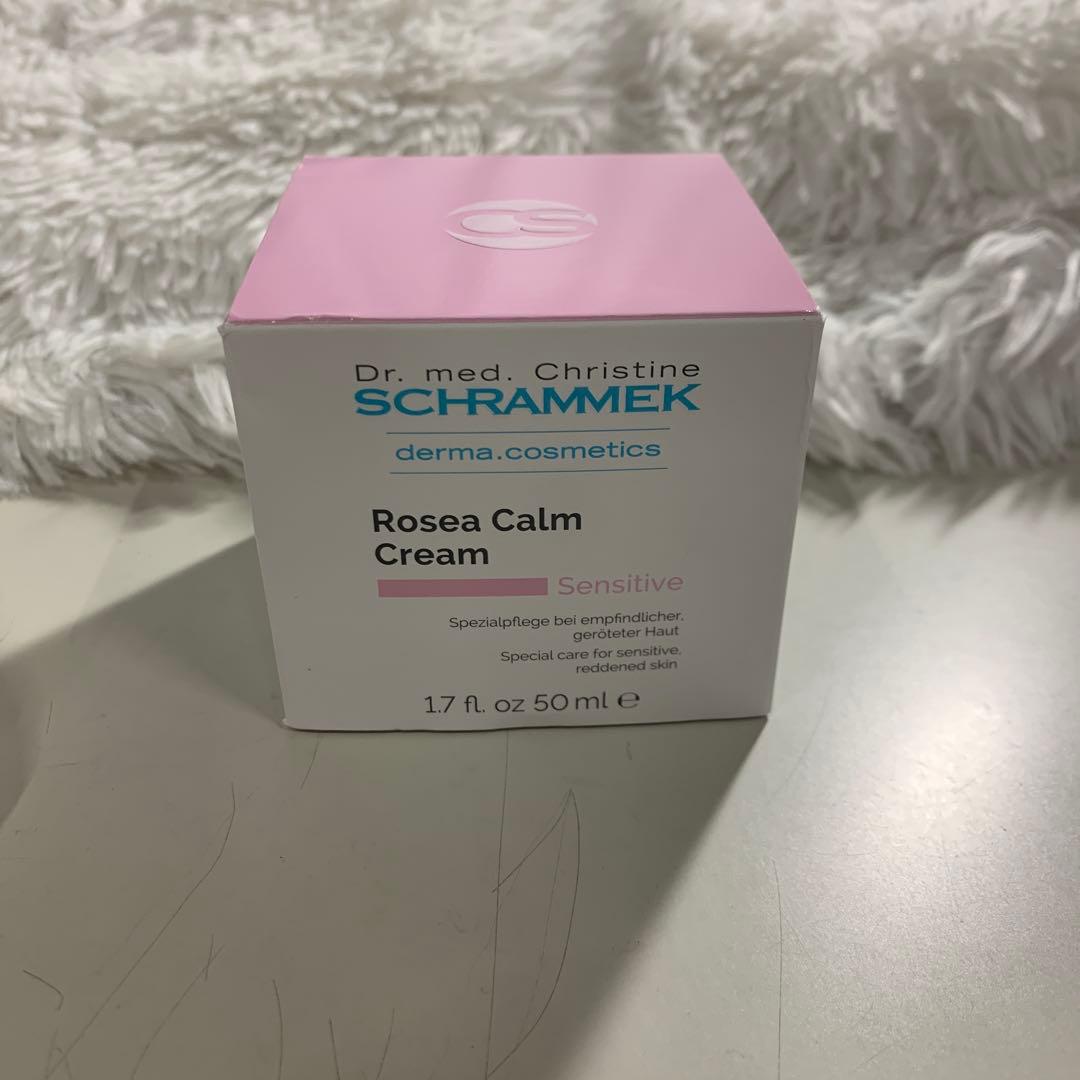 CS
Dr. med. Christine
SCHRAMMEK
derma.cosmetics
Rosea Calm
Cream
Sensitive
Spezialpflege bei empfindlicher,
geröteter Haut
Special care for sensitive,
reddened skin
1.7 fl. oz 50 ml ℮